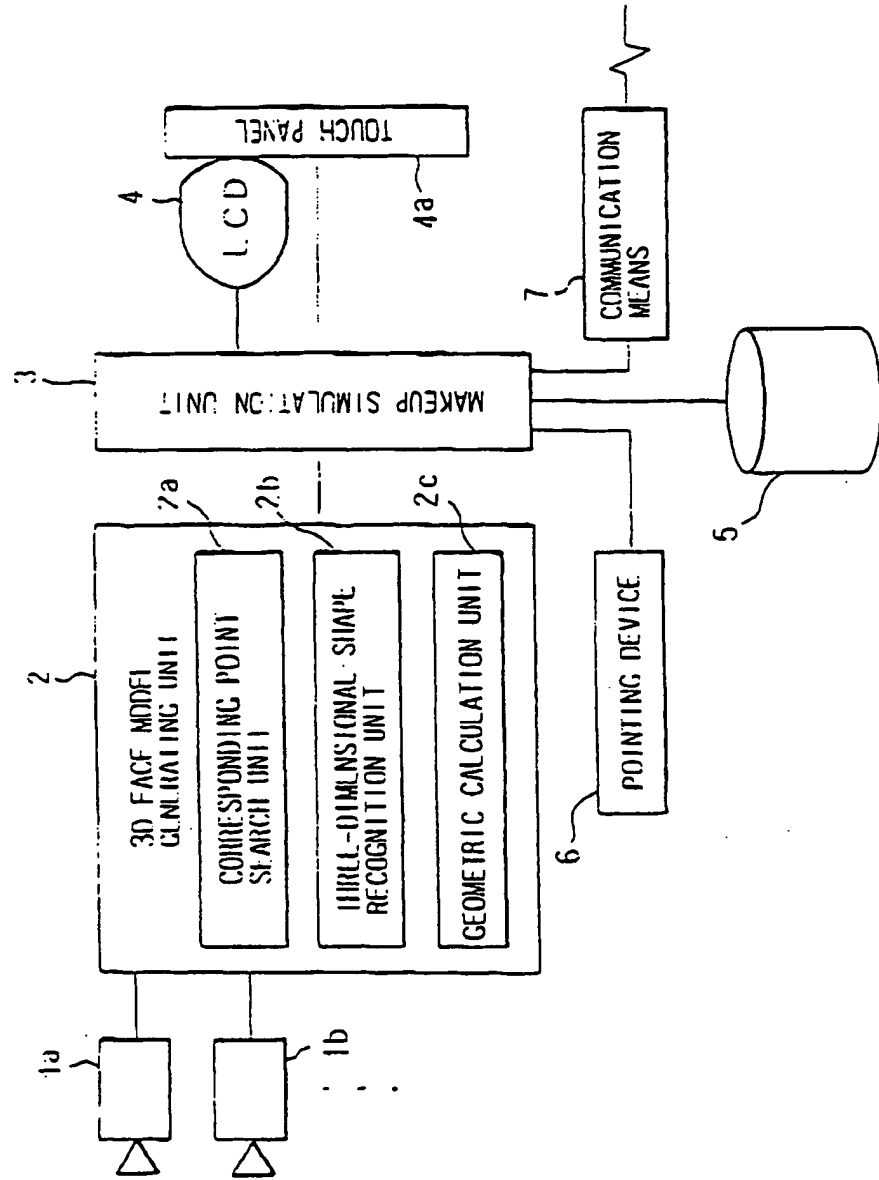 1a
1b
2
3D FACE MODEL
GENERATING UNIT
2a
CORRESPONDING POINT
SEARCH UNIT
2b
THREE-DIMENSIONAL SHAPE
RECOGNITION UNIT
2c
GEOMETRIC CALCULATION UNIT
3
MAKEUP SIMULATION UNIT
4
LCD
TOUCH PANEL
4a
6
POINTING DEVICE
5
7
COMMUNICATION
MEANS